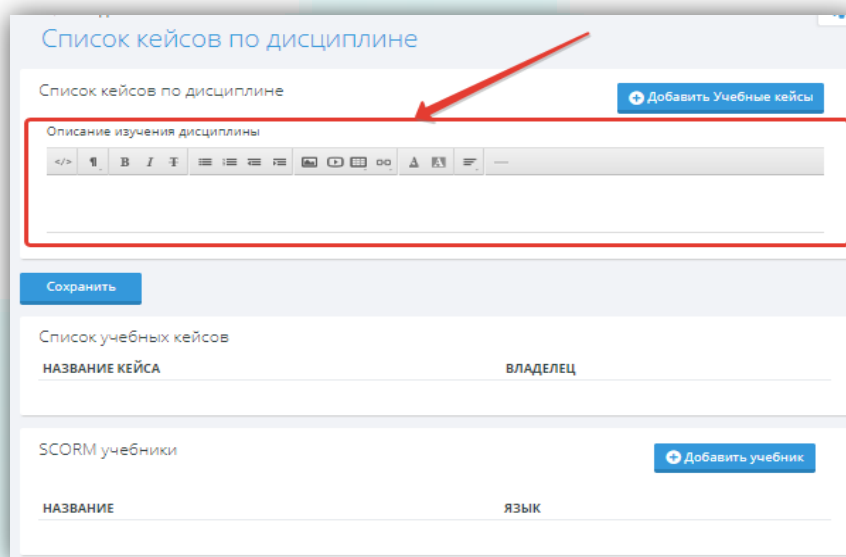 Список кейсов по дисциплине
Список кейсов по дисциплине
Добавить Учебные кейсы
Описание изучения дисциплины
</> ¶ B I T A A
Сохранить
Список учебных кейсов
НАЗВАНИЕ КЕЙСА ВЛАДЕЛЕЦ
SCORM учебники
Добавить учебник
НАЗВАНИЕ ЯЗЫК